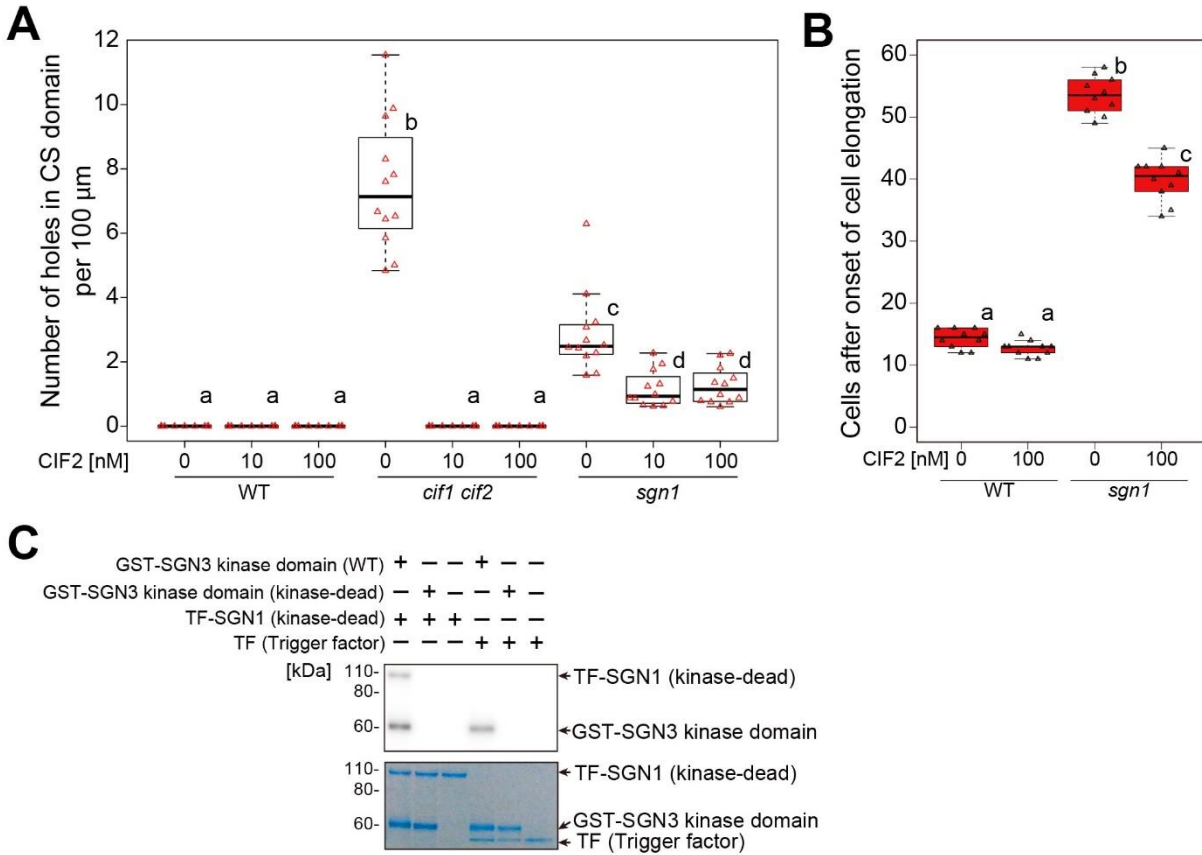 A
Number of holes in CS domain
per 100 µm
12
10
8
6
4
2
0
a a a b a a c d d
CIF2 [nM] 0 10 100 0 10 100 0 10 100
WT cif1 cif2 sgn1
B
Cells after onset of cell elongation
60
50
40
30
20
10
0
a a b c
CIF2 [nM] 0 100 0 100
WT sgn1
C
GST-SGN3 kinase domain (WT) + – – + – –
GST-SGN3 kinase domain (kinase-dead) – + – – + –
TF-SGN1 (kinase-dead) + + + – – –
TF (Trigger factor) – – – + + +
[kDa]
110-
80-
60-
TF-SGN1 (kinase-dead)
GST-SGN3 kinase domain
110-
80-
60-
TF-SGN1 (kinase-dead)
GST-SGN3 kinase domain
TF (Trigger factor)